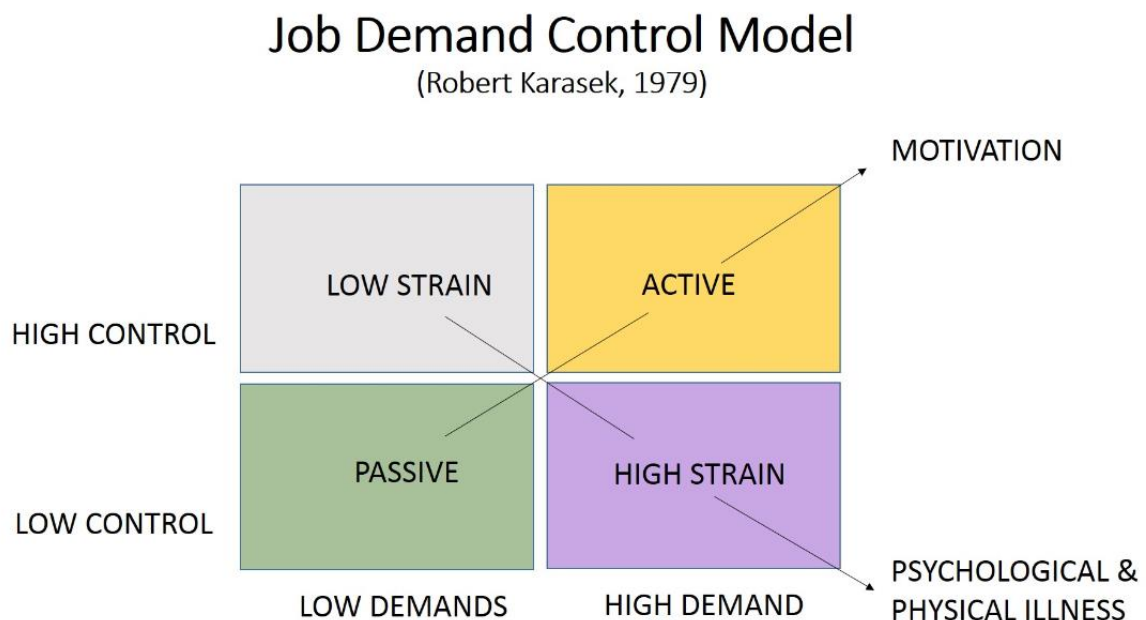 Job Demand Control Model
(Robert Karasek, 1979)
MOTIVATION
LOW STRAIN
ACTIVE
HIGH CONTROL
PASSIVE
HIGH STRAIN
LOW CONTROL
LOW DEMANDS
HIGH DEMAND
PSYCHOLOGICAL &
PHYSICAL ILLNESS